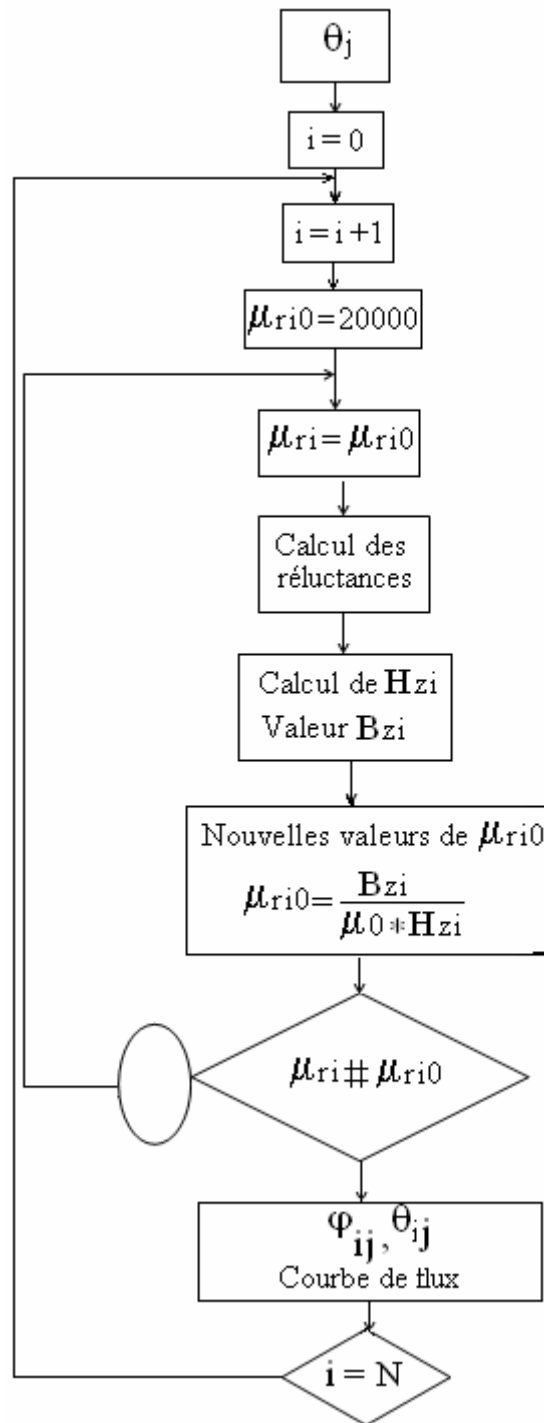 θj
i = 0
i = i +1
μri0=20000
μri= μri0
Calcul des
réluctances
Calcul de Hzi
Valeur Bzi
Nouvelles valeurs de μri0
μri0= Bzi / μ0*Hzi
μri # μri0
φij, θij
Courbe de flux
i = N